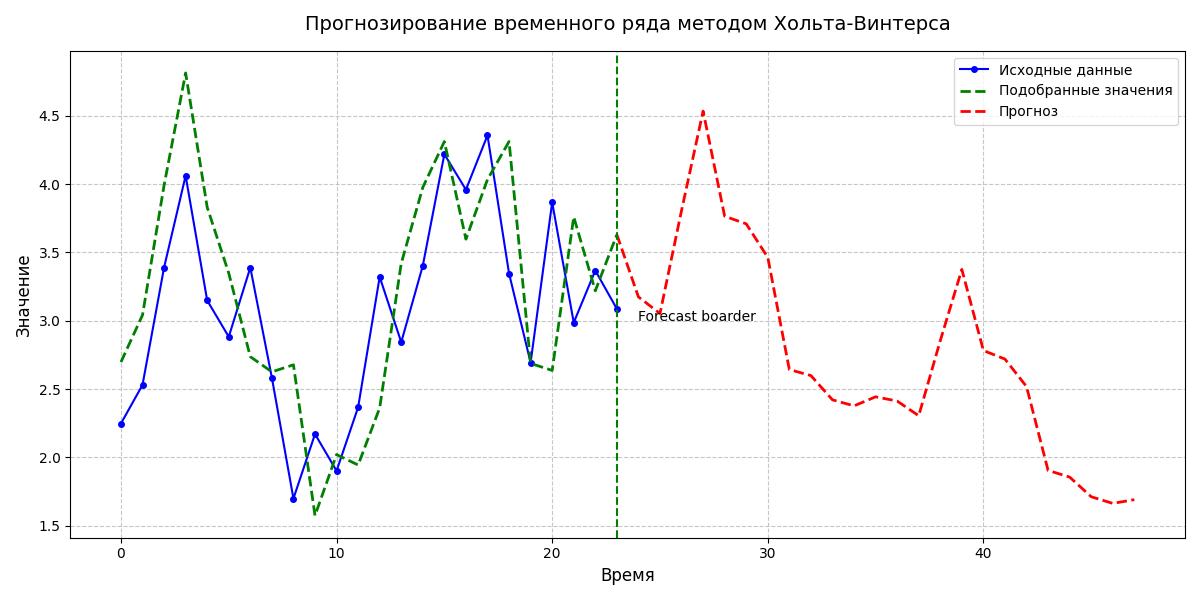 Прогнозирование временного ряда методом Хольта-Винтерса
Исходные данные
Подобранные значения
Прогноз
Значение
4.5
4.0
3.5
3.0
2.5
2.0
1.5
Forecast boarder
0
10
20
30
40
Время